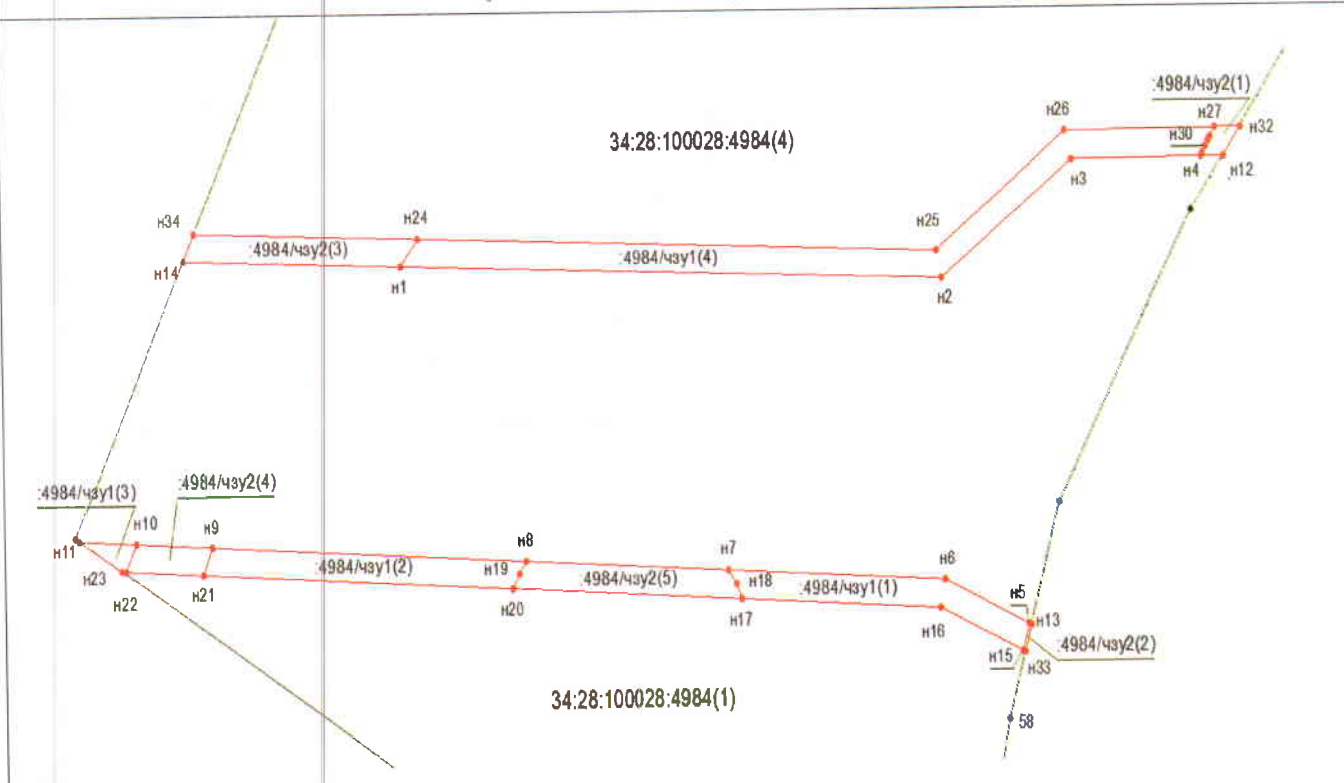 :4984/чзу2(1)
н26
н27
н32
34:28:100028:4984(4)
н30
н3
н4
н12
н34
н24
н25
:4984/чзу2(3)
:4984/чзу1(4)
н14
н1
н2
:4984/чзу1(3)
:4984/чзу2(4)
н10
н9
н11
н8
н7
н6
н19
:4984/чзу1(2)
:4984/чзу2(5)
н18
:4984/чзу1(1)
н23
н22
н21
н20
н17
н16
н5
н13
:4984/чзу2(2)
н15
н33
34:28:100028:4984(1)
58